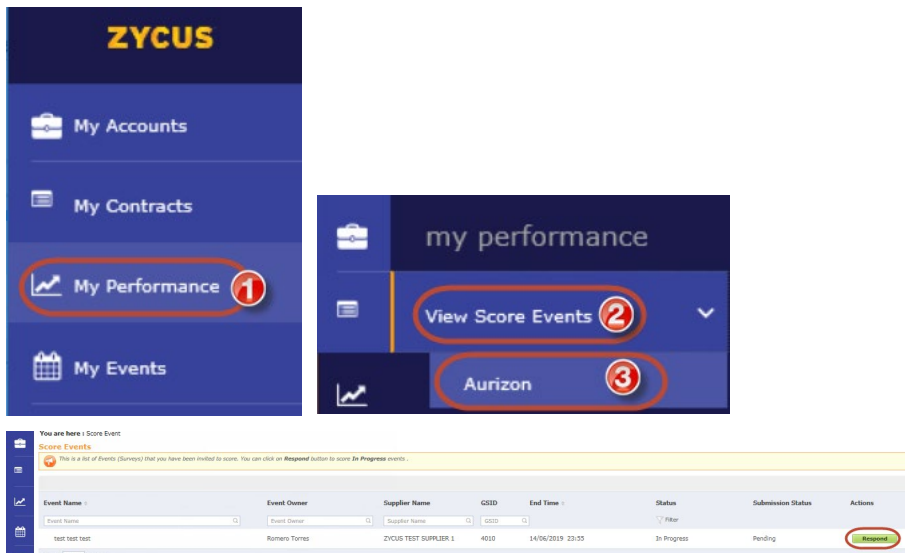 ZYCUS
My Accounts
My Contracts
My Performance 1
My Events
my performance
View Score Events 2
Aurizon 3
You are here : Score Event
Score Events
This is a list of Events (Surveys) that you have been invited to score. You can click on Respond button to score In Progress events .
Event Name Event Owner Supplier Name GSID End Time Status Submission Status Actions
Event Name Event Owner Supplier Name GSID Filter
test test test Romero Torres ZYCUS TEST SUPPLIER 1 4010 14/06/2019 23:55 In Progress Pending Respond